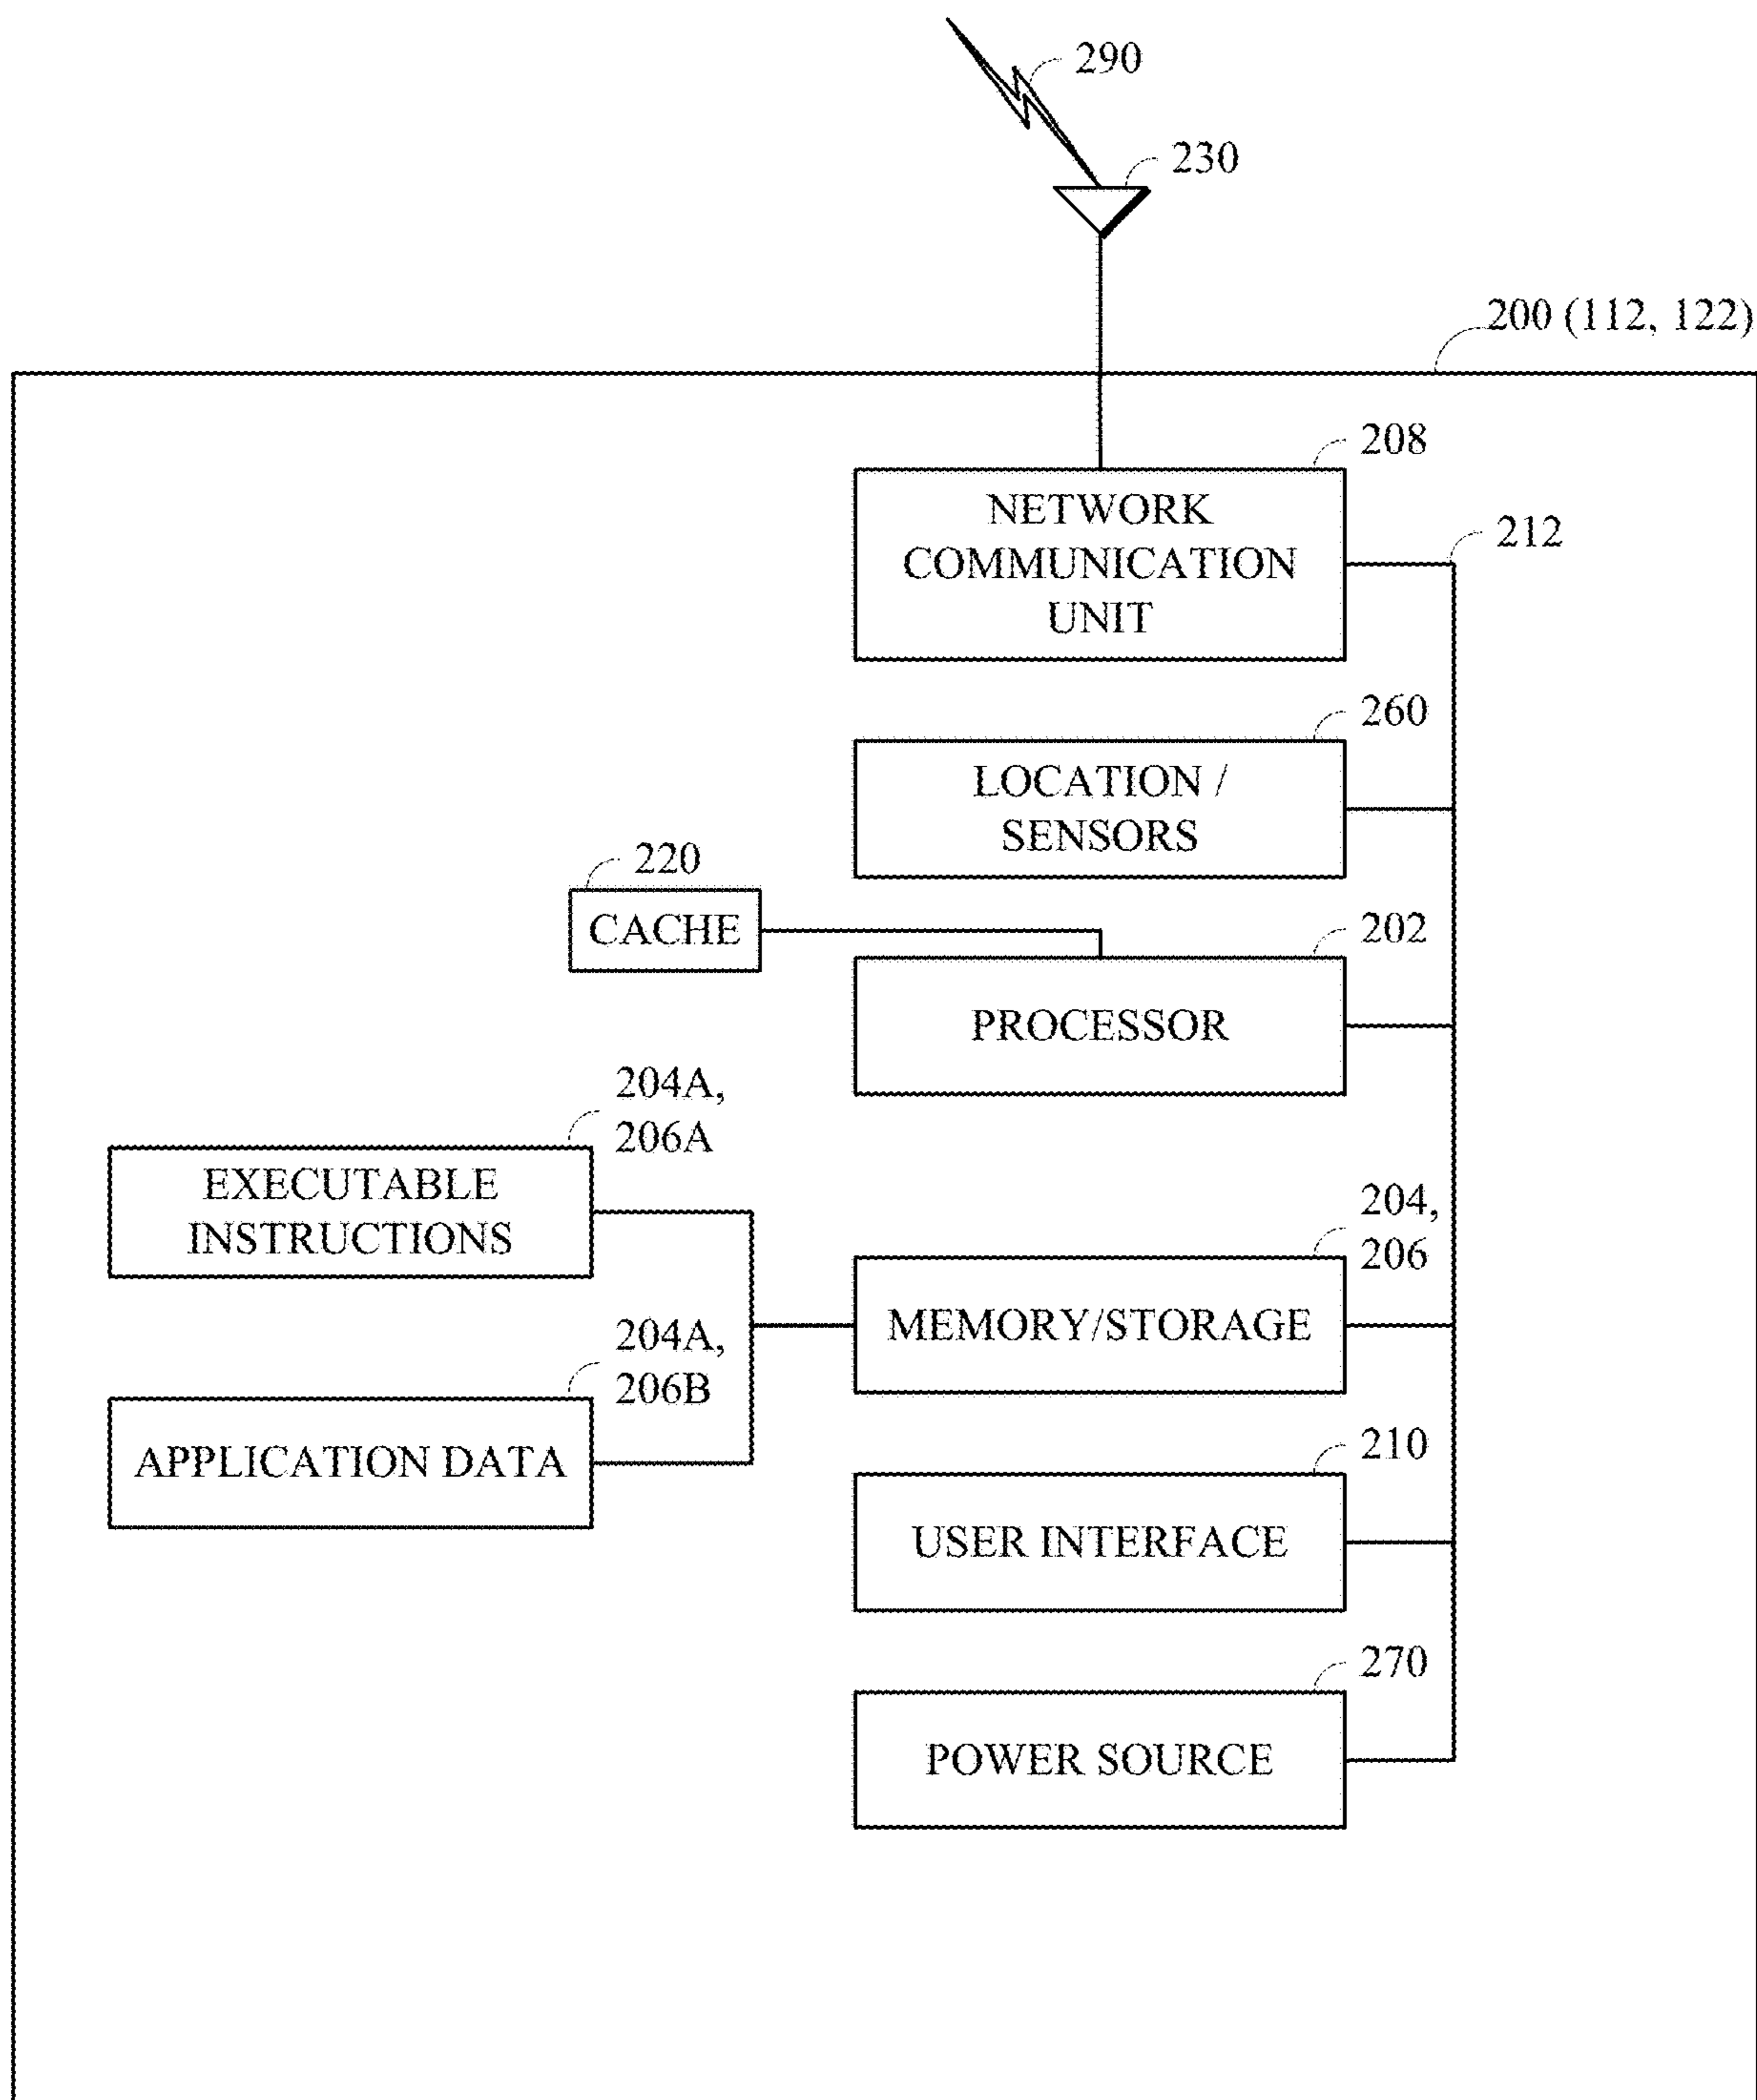 290
230
200 (112, 122)
208
NETWORK
COMMUNICATION
UNIT
212
260
LOCATION /
SENSORS
220
CACHE
202
PROCESSOR
204A,
206A
EXECUTABLE
INSTRUCTIONS
204,
206
MEMORY/STORAGE
204A,
206B
APPLICATION DATA
210
USER INTERFACE
270
POWER SOURCE